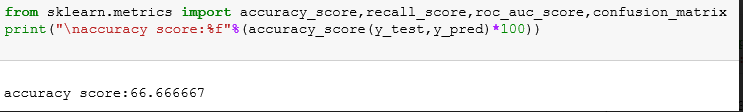 from sklearn.metrics import accuracy_score,recall_score,roc_auc_score,confusion_matrix
print("\naccuracy score:%f"%(accuracy_score(y_test,y_pred)*100))
accuracy score:66.666667